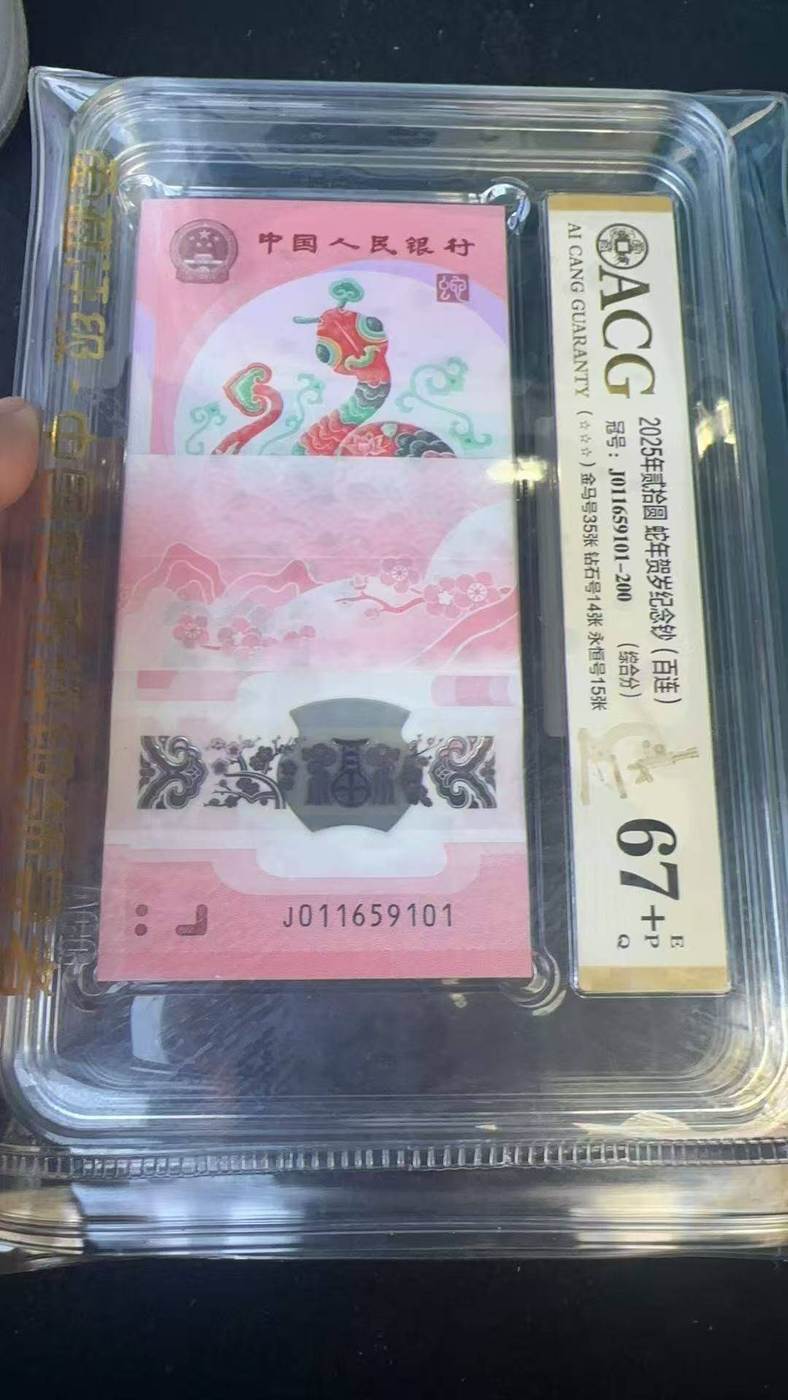 中国人民银行
蛇
J011659101
ACG
AI CANG GUARANTY
2025年贰拾圆 蛇年贺岁纪念钞（百连）
冠号：J011659101-200 （综合分）
（☆☆☆）金马号35张 钻石号14张 永恒号15张
67+
E
P
Q